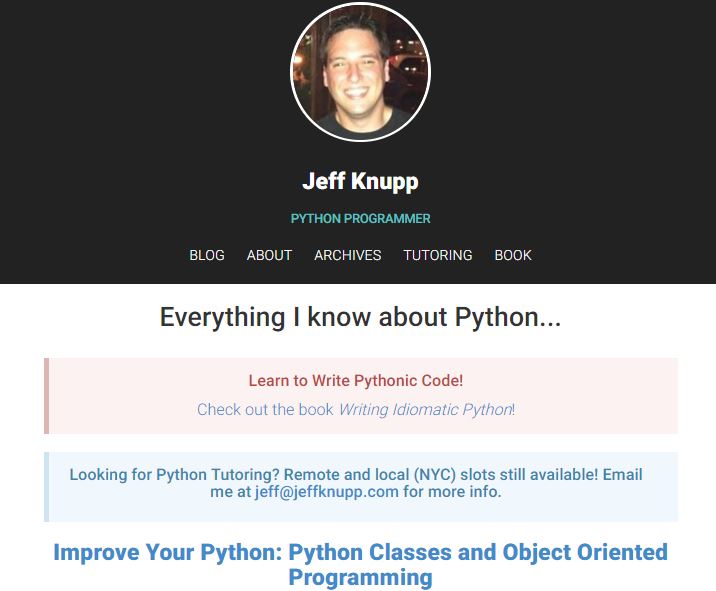 Jeff Knupp
PYTHON PROGRAMMER
BLOG ABOUT ARCHIVES TUTORING BOOK
Everything I know about Python...
Learn to Write Pythonic Code!
Check out the book Writing Idiomatic Python!
Looking for Python Tutoring? Remote and local (NYC) slots still available! Email
me at jeff@jeffknupp.com for more info.
Improve Your Python: Python Classes and Object Oriented
Programming